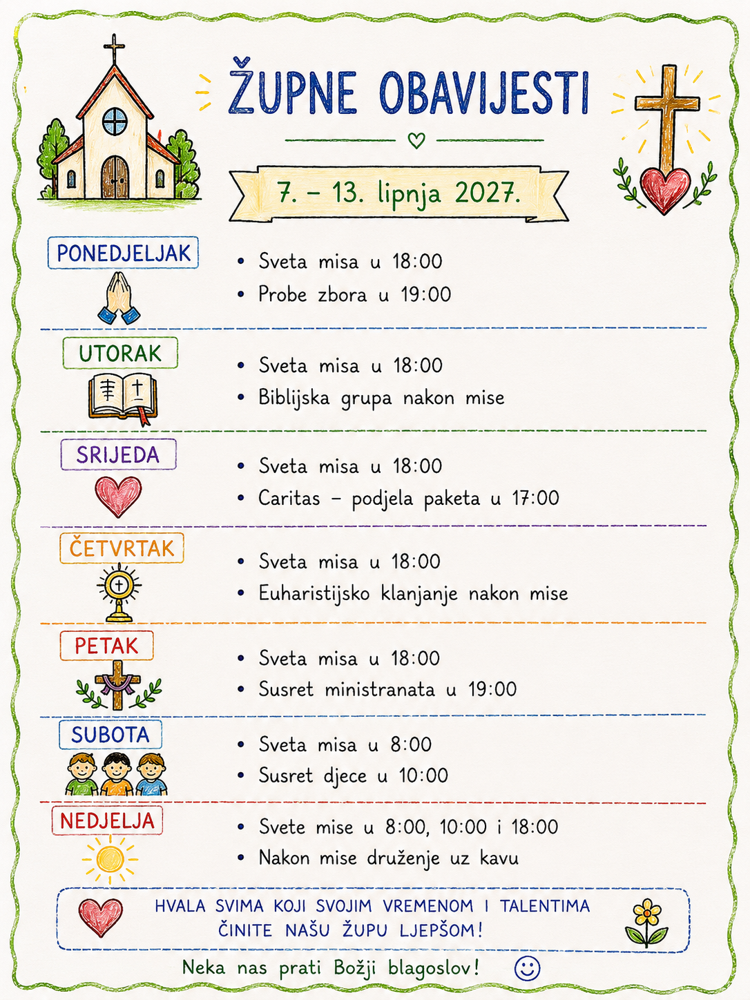 ŽUPNE OBAVIJESTI
7. – 13. lipnja 2027.
PONEDJELJAK
• Sveta misa u 18:00
• Probe zbora u 19:00
UTORAK
• Sveta misa u 18:00
• Biblijska grupa nakon mise
SRIJEDA
• Sveta misa u 18:00
• Caritas – podjela paketa u 17:00
ČETVRTAK
• Sveta misa u 18:00
• Euharistijsko klanjanje nakon mise
PETAK
• Sveta misa u 18:00
• Susret ministranata u 19:00
SUBOTA
• Sveta misa u 8:00
• Susret djece u 10:00
NEDJELJA
• Svete mise u 8:00, 10:00 i 18:00
• Nakon mise druženje uz kavu
HVALA SVIMA KOJI SVOJIM VREMENOM I TALENTIMA
ČINITE NAŠU ŽUPU LJEPŠOM!
Neka nas prati Božji blagoslov!